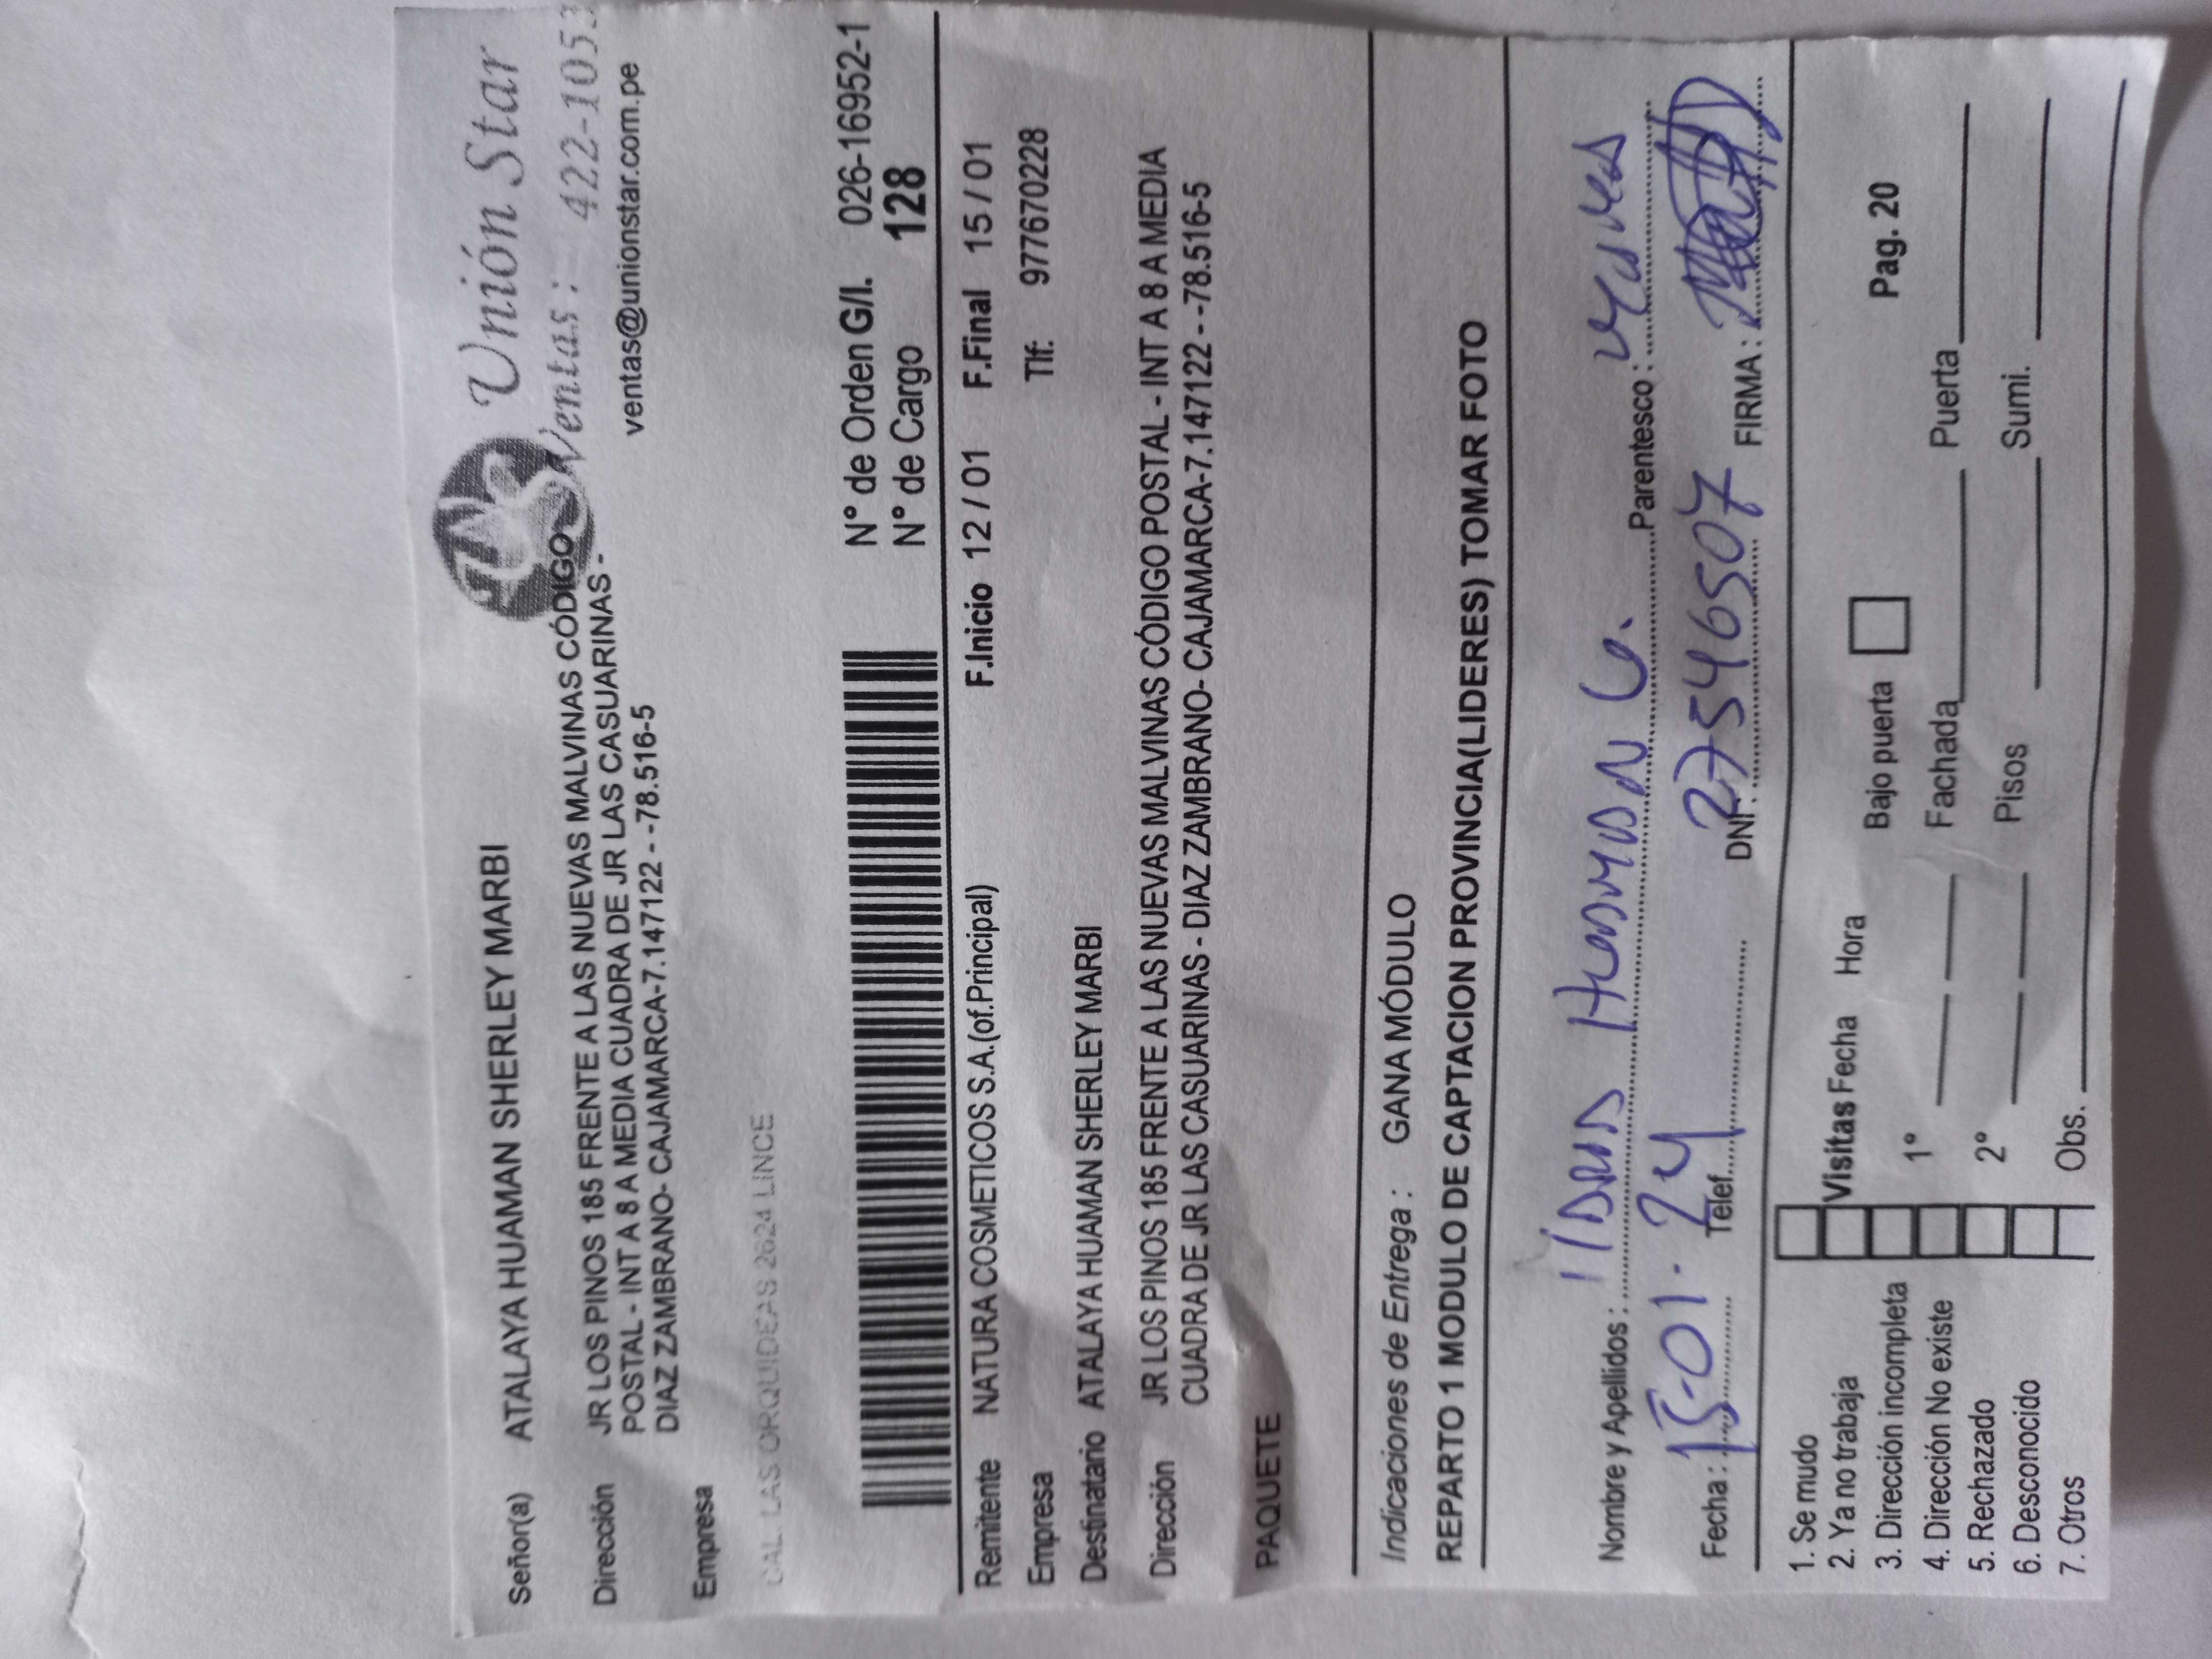 Unión Star
Ventas: 422-1053
ventas@unionstar.com.pe
Señor(a) ATALAYA HUAMAN SHERLEY MARBI
Dirección JR LOS PINOS 185 FRENTE A LAS NUEVAS MALVINAS CÓDIGO
POSTAL - INT A 8 A MEDIA CUADRA DE JR LAS CASUARINAS -
DIAZ ZAMBRANO- CAJAMARCA-7.147122 - -78.516-5
Empresa
CAL. LAS ORQUIDEAS 2624 LINCE
N° de Orden G/I. 026-16952-1
N° de Cargo 128
Remitente NATURA COSMETICOS S.A.(of.Principal) F.Inicio 12 / 01 F.Final 15 / 01
Empresa Tlf: 977670228
Destinatario ATALAYA HUAMAN SHERLEY MARBI
Dirección JR LOS PINOS 185 FRENTE A LAS NUEVAS MALVINAS CÓDIGO POSTAL - INT A 8 A MEDIA
CUADRA DE JR LAS CASUARINAS - DIAZ ZAMBRANO- CAJAMARCA-7.147122 - -78.516-5
PAQUETE
Indicaciones de Entrega : GANA MÓDULO
REPARTO 1 MODULO DE CAPTACION PROVINCIA(LIDERES) TOMAR FOTO
Nombre y Apellidos : Huaman G. Parentesco :
Fecha : 15-01-24 Telef. DNI : 27546507 FIRMA :
1. Se mudo
2. Ya no trabaja
3. Dirección incompleta
4. Dirección No existe
5. Rechazado
6. Desconocido
7. Otros
Visitas Fecha Hora Bajo puerta Pag. 20
1° Fachada Puerta
2° Pisos Sumi.
Obs.